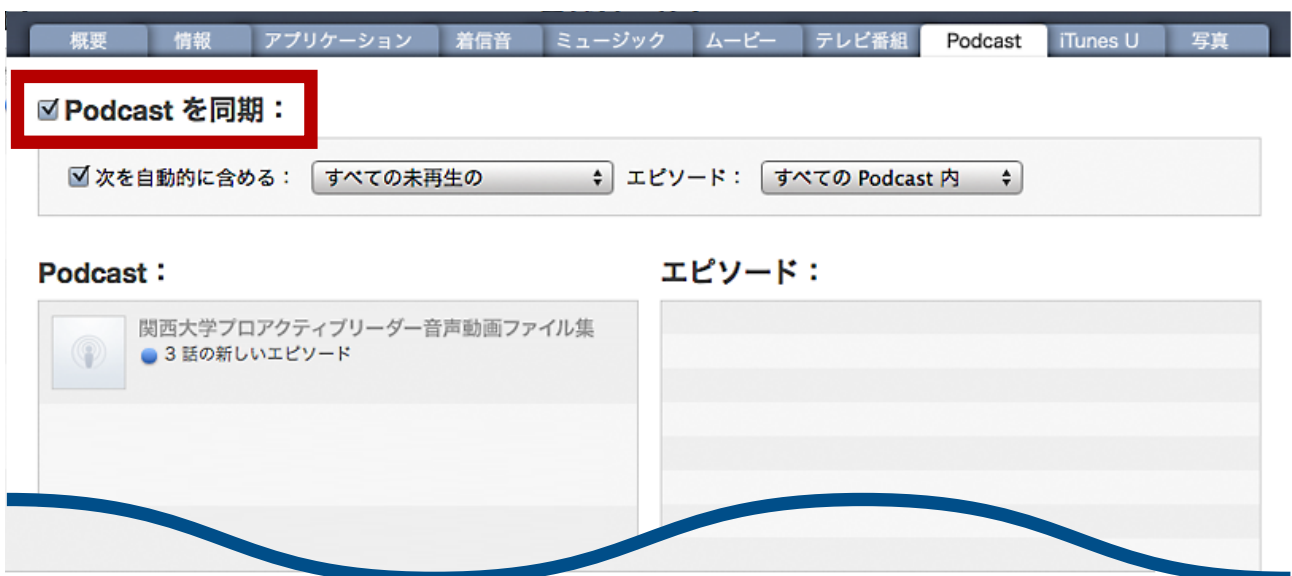 概要 情報 アプリケーション 着信音 ミュージック ムービー テレビ番組 Podcast iTunes U 写真
Podcast を同期：
次を自動的に含める： すべての未再生の エピソード： すべての Podcast 内
Podcast： エピソード：
関西大学プロアクティブリーダー音声動画ファイル集
3 話の新しいエピソード